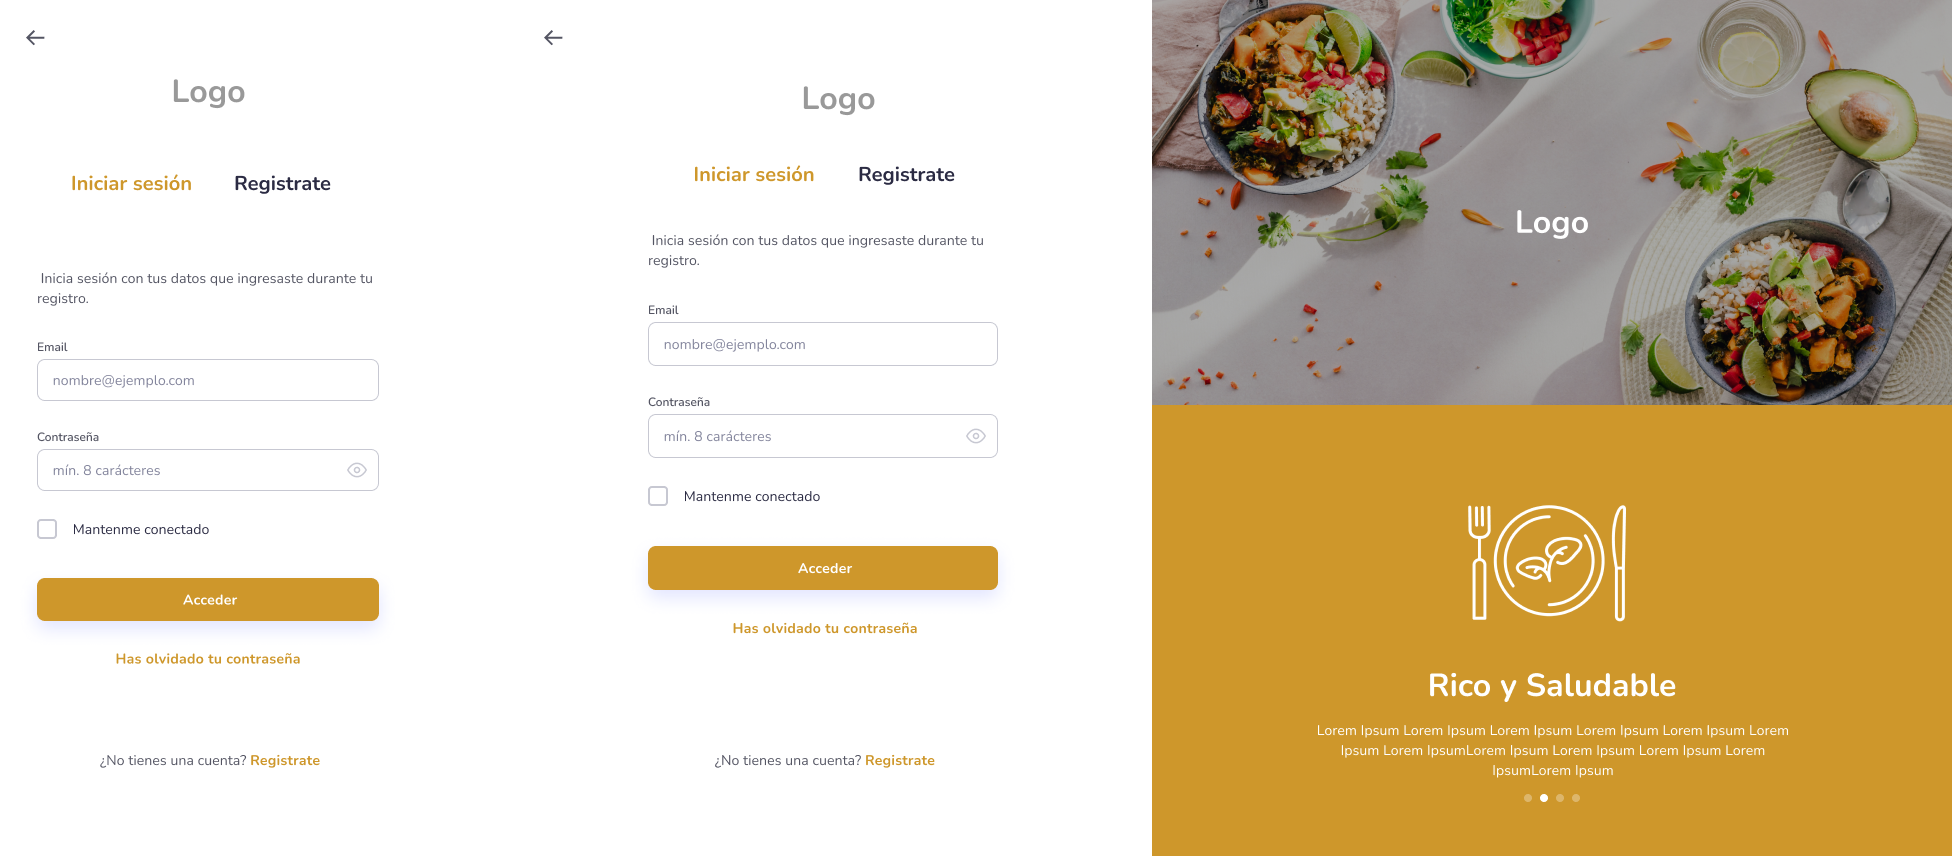 Logo
Iniciar sesión
Registrate
Inicia sesión con tus datos que ingresaste durante tu
registro.
Email
nombre@ejemplo.com
Contraseña
mín. 8 carácteres
Mantenme conectado
Acceder
Has olvidado tu contraseña
¿No tienes una cuenta? Registrate
Logo
Iniciar sesión
Registrate
Inicia sesión con tus datos que ingresaste durante tu
registro.
Email
nombre@ejemplo.com
Contraseña
mín. 8 carácteres
Mantenme conectado
Acceder
Has olvidado tu contraseña
¿No tienes una cuenta? Registrate
Logo
Rico y Saludable
Lorem Ipsum Lorem Ipsum Lorem Ipsum Lorem Ipsum Lorem Ipsum Lorem
Ipsum Lorem IpsumLorem Ipsum Lorem Ipsum Lorem Ipsum Lorem
IpsumLorem Ipsum